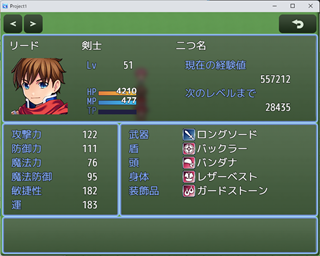 Project1
リード 剣士 二つ名
Lv 51
現在の経験値
557212
HP 4210
MP 477
次のレベルまで
28435
攻撃力 122
防御力 111
魔法力 76
魔法防御 95
敏捷性 182
運 183
武器 ロングソード
盾 バックラー
頭 バンダナ
身体 レザーベスト
装飾品 ガードストーン